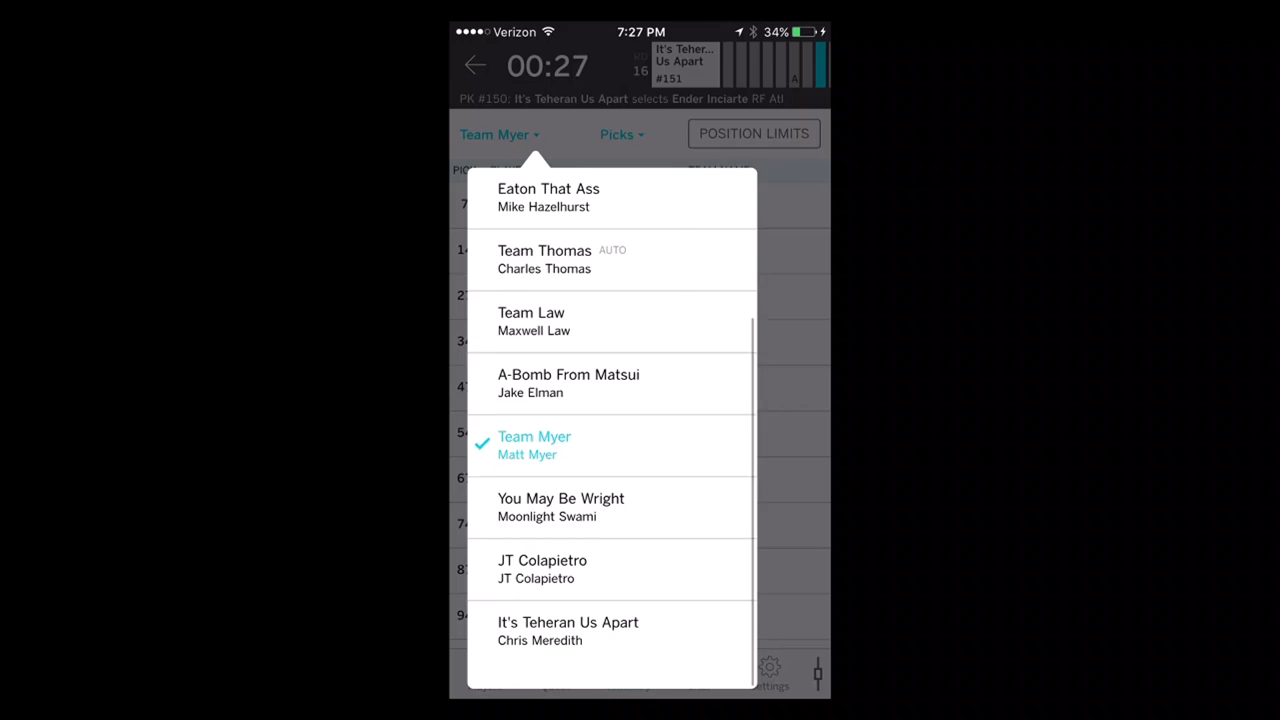 Verizon 7:27 PM 34%
00:27
RD
16
It's Teher...
Us Apart
#151
A
PK #150: It's Teheran Us Apart selects Ender Inciarte RF Atl
Team Myer Picks POSITION LIMITS
Eaton That Ass
Mike Hazelhurst
Team Thomas AUTO
Charles Thomas
Team Law
Maxwell Law
A-Bomb From Matsui
Jake Elman
Team Myer
Matt Myer
You May Be Wright
Moonlight Swami
JT Colapietro
JT Colapietro
It's Teheran Us Apart
Chris Meredith